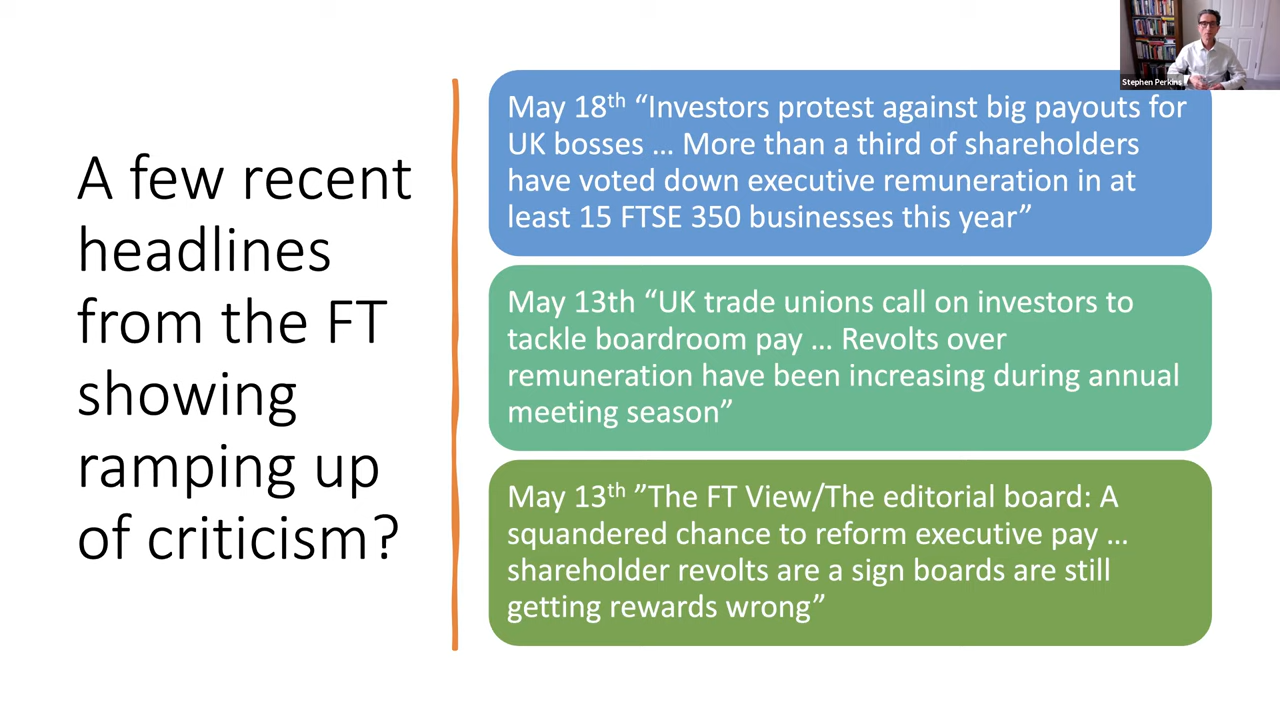 A few recent
headlines
from the FT
showing
ramping up
of criticism?
May 18th “Investors protest against big payouts for
UK bosses … More than a third of shareholders
have voted down executive remuneration in at
least 15 FTSE 350 businesses this year”
May 13th “UK trade unions call on investors to
tackle boardroom pay … Revolts over
remuneration have been increasing during annual
meeting season”
May 13th ”The FT View/The editorial board: A
squandered chance to reform executive pay …
shareholder revolts are a sign boards are still
getting rewards wrong”
Stephen Perkins